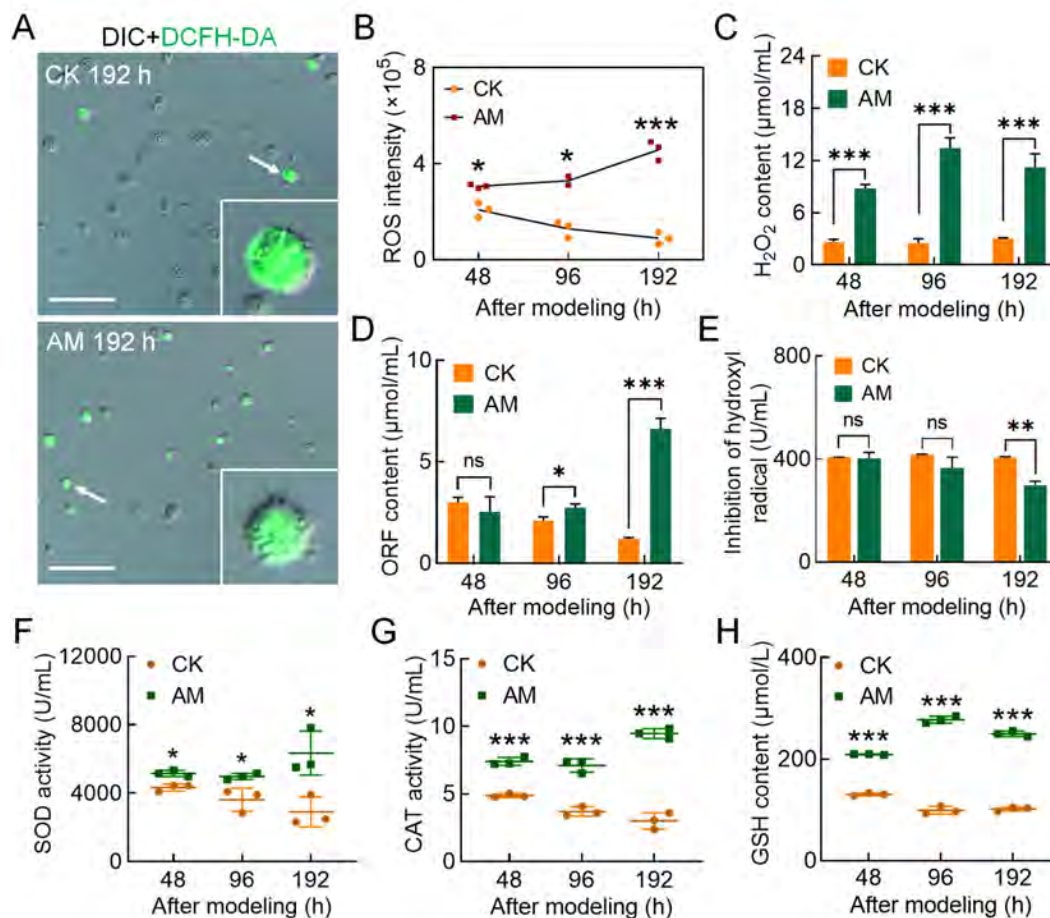 A
DIC+DCFH-DA
CK 192 h
AM 192 h
B
ROS intensity (×10⁵)
8
4
0
CK
AM
*
*
***
48
96
192
After modeling (h)
C
H₂O₂ content (μmol/mL)
24
18
12
6
0
CK
AM
***
***
***
48
96
192
After modeling (h)
D
ORF content (μmol/mL)
10
5
0
CK
AM
ns
*
***
48
96
192
After modeling (h)
E
Inhibition of hydroxyl
radical (U/mL)
800
400
0
CK
AM
ns
ns
**
48
96
192
After modeling (h)
F
SOD activity (U/mL)
12000
8000
4000
0
CK
AM
*
*
*
48
96
192
After modeling (h)
G
CAT activity (U/mL)
15
10
5
0
CK
AM
***
***
***
48
96
192
After modeling (h)
H
GSH content (μmol/L)
400
200
0
CK
AM
***
***
***
48
96
192
After modeling (h)